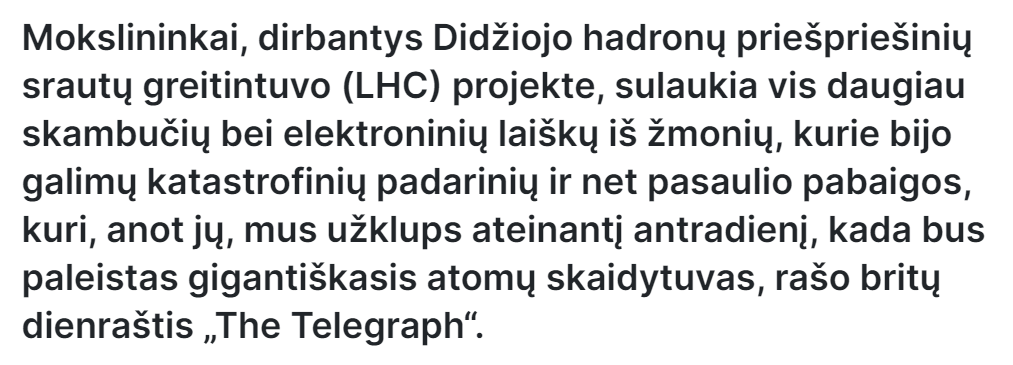 Mokslininkai, dirbantys Didžiojo hadronų priešpriešinių
srautų greitintuvo (LHC) projekte, sulaukia vis daugiau
skambučių bei elektroninių laiškų iš žmonių, kurie bijo
galimų katastrofinių padarinių ir net pasaulio pabaigos,
kuri, anot jų, mus užklups ateinantį antradienį, kada bus
paleistas gigantiškasis atomų skaidytuvas, rašo britų
dienraštis „The Telegraph“.